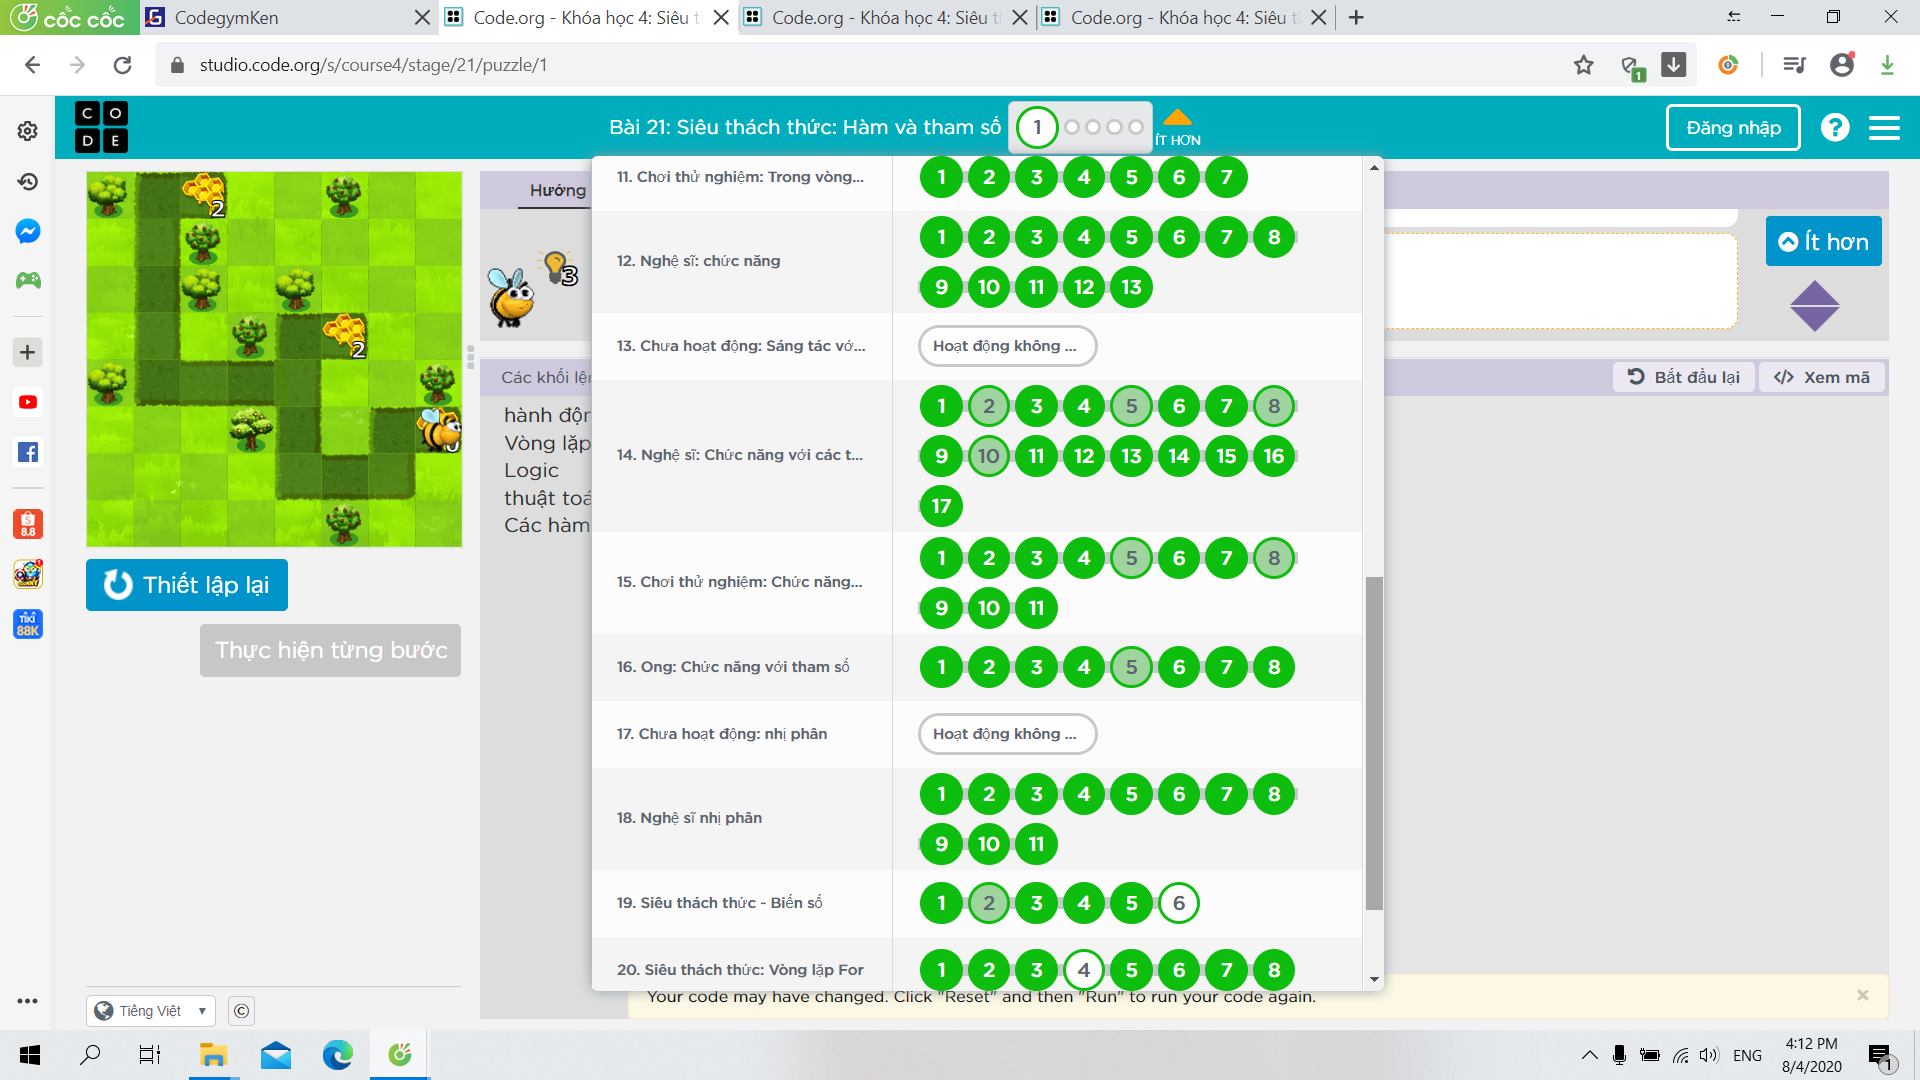 cốc cốc
CodegymKen
Code.org - Khóa học 4: Siêu t
Code.org - Khóa học 4: Siêu t
Code.org - Khóa học 4: Siêu t
studio.code.org/s/course4/stage/21/puzzle/1
1
C O
D E
Bài 21: Siêu thách thức: Hàm và tham số
1
ÍT HƠN
Đăng nhập
?
2
2
0
Hướng
3
Ít hơn
Các khối lện
Bắt đầu lại
Xem mã
hành độn
Vòng lặp
Logic
thuật toá
Các hàm
11. Chơi thử nghiệm: Trong vòng...
1 2 3 4 5 6 7
12. Nghệ sĩ: chức năng
1 2 3 4 5 6 7 8
9 10 11 12 13
13. Chưa hoạt động: Sáng tác vớ...
Hoạt động không ...
14. Nghệ sĩ: Chức năng với các t...
1 2 3 4 5 6 7 8
9 10 11 12 13 14 15 16
17
15. Chơi thử nghiệm: Chức năng...
1 2 3 4 5 6 7 8
9 10 11
16. Ong: Chức năng với tham số
1 2 3 4 5 6 7 8
17. Chưa hoạt động: nhị phân
Hoạt động không ...
18. Nghệ sĩ nhị phân
1 2 3 4 5 6 7 8
9 10 11
19. Siêu thách thức - Biến số
1 2 3 4 5 6
20. Siêu thách thức: Vòng lặp For
1 2 3 4 5 6 7 8
Your code may have changed. Click "Reset" and then "Run" to run your code again.
Thiết lập lại
Thực hiện từng bước
8.8
TIKI
88K
Tiếng Việt
©
ENG
4:12 PM
8/4/2020
1